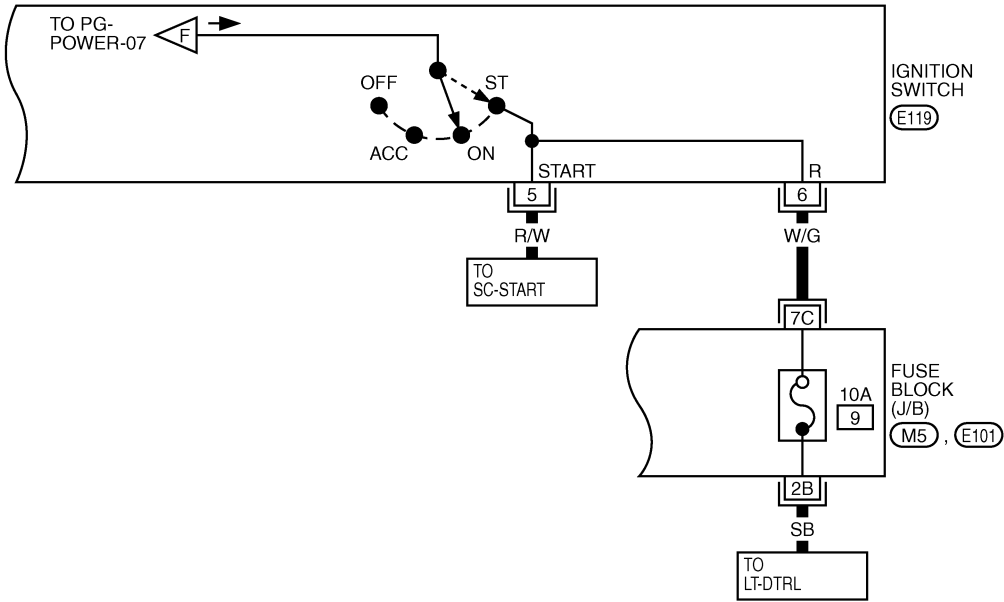 TO PG-
POWER-07
F
OFF
ST
ACC
ON
IGNITION
SWITCH
E119
START
R
5
6
R/W
W/G
TO
SC-START
7C
10A
9
FUSE
BLOCK
(J/B)
M5 , E101
2B
SB
TO
LT-DTRL